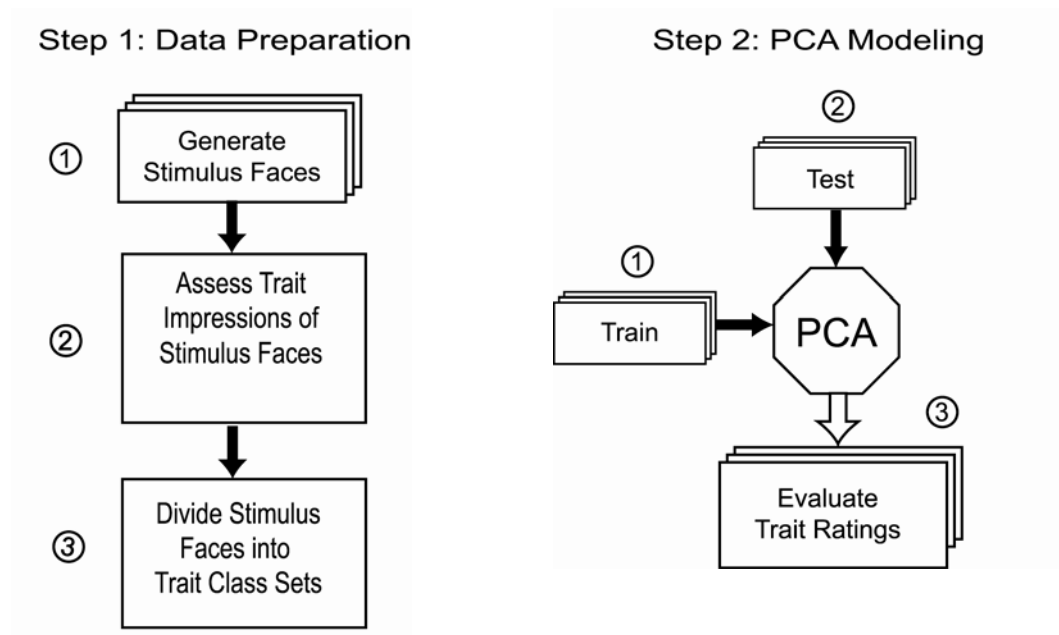 Step 1: Data Preparation
①
Generate
Stimulus Faces
②
Assess Trait
Impressions of
Stimulus Faces
③
Divide Stimulus
Faces into
Trait Class Sets
Step 2: PCA Modeling
②
Test
①
Train
PCA
③
Evaluate
Trait Ratings